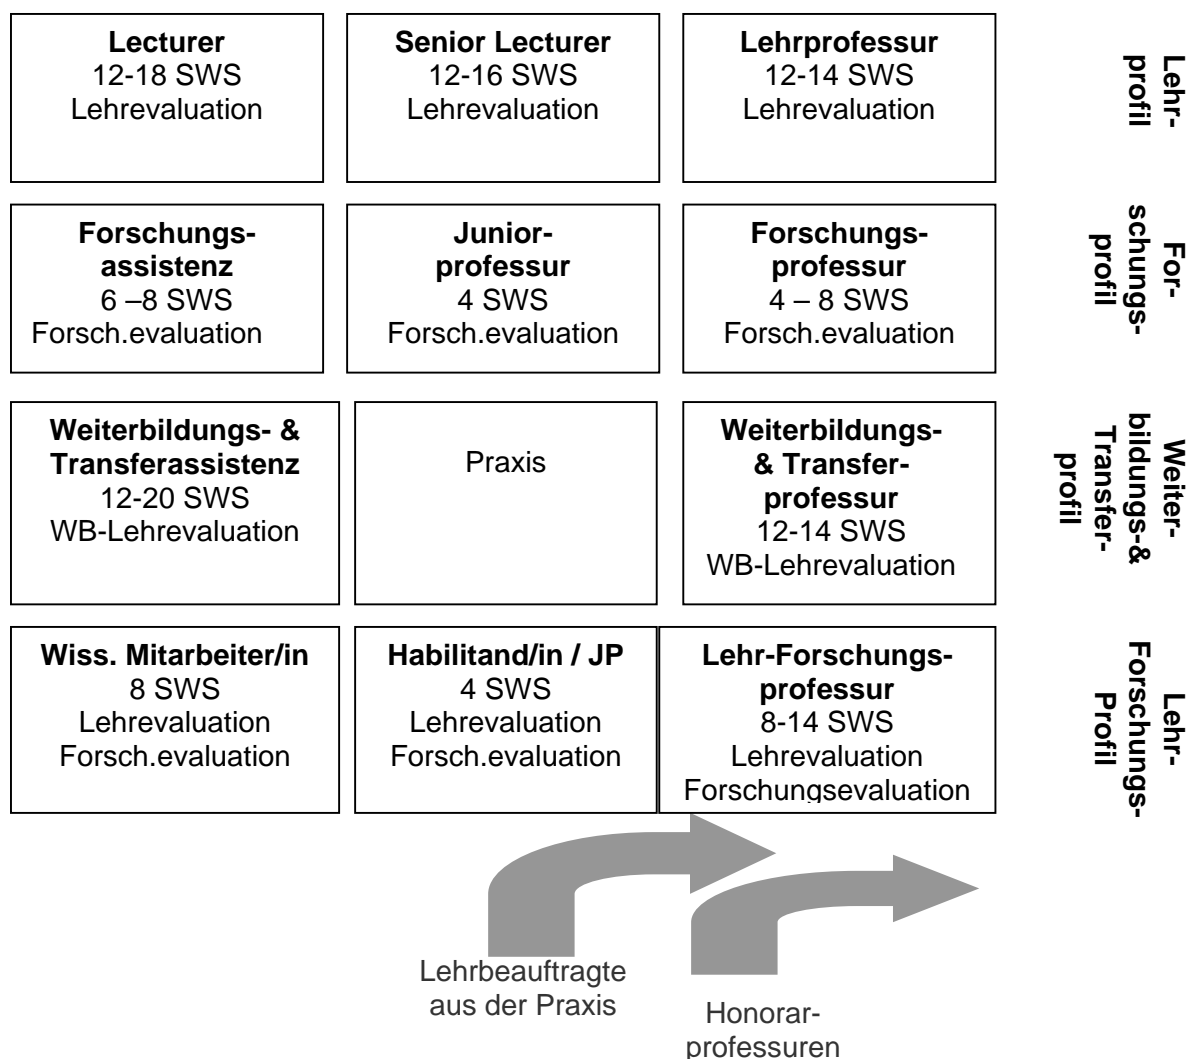 Lecturer
12-18 SWS
Lehrevaluation
Senior Lecturer
12-16 SWS
Lehrevaluation
Lehrprofessur
12-14 SWS
Lehrevaluation
Lehr-
profil
Forschungs-
assistenz
6 –8 SWS
Forsch.evaluation
Junior-
professur
4 SWS
Forsch.evaluation
Forschungs-
professur
4 – 8 SWS
Forsch.evaluation
For-
schungs-
profil
Weiterbildungs- &
Transferassistenz
12-20 SWS
WB-Lehrevaluation
Praxis
Weiterbildungs-
& Transfer-
professur
12-14 SWS
WB-Lehrevaluation
Weiter-
bildungs-&
Transfer-
profil
Wiss. Mitarbeiter/in
8 SWS
Lehrevaluation
Forsch.evaluation
Habilitand/in / JP
4 SWS
Lehrevaluation
Forsch.evaluation
Lehr-Forschungs-
professur
8-14 SWS
Lehrevaluation
Forschungsevaluation
Lehr-
Forschungs-
Profil
Lehrbeauftragte
aus der Praxis
Honorar-
professuren